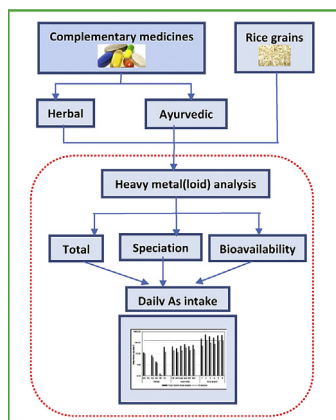 Complementary medicines
Rice grains
Herbal
Ayurvedic
Heavy metal(loid) analysis
Total
Speciation
Bioavailability
Daily As intake